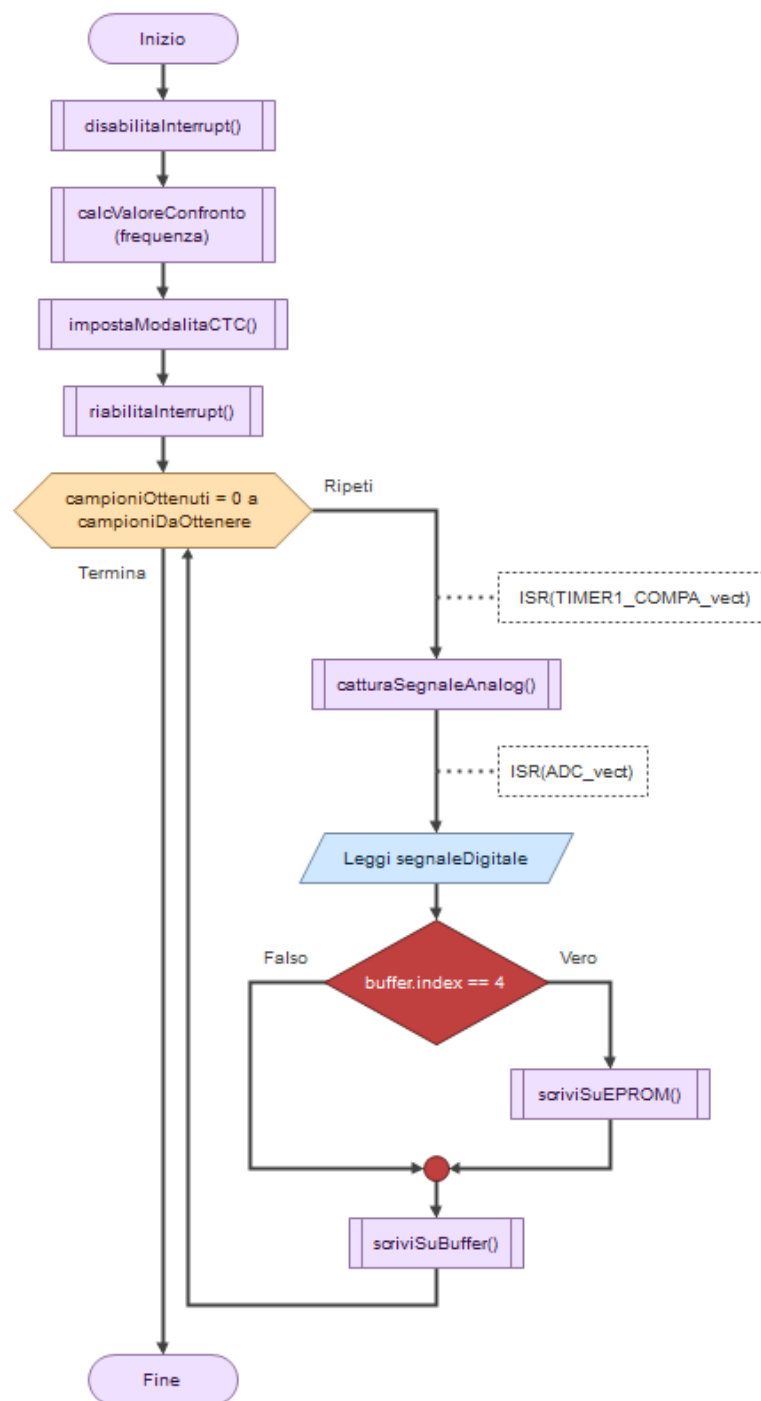 Inizio
disabilitaInterrupt()
calcValoreConfronto
(frequenza)
impostaModalitaCTC()
riabilitaInterrupt()
campioniOttenuti = 0 a
campioniDaOttenere
Ripeti
Termina
ISR(TIMER1_COMPA_vect)
catturaSegnaleAnalog()
ISR(ADC_vect)
Leggi segnaleDigitale
Falso
buffer.index == 4
Vero
scriviSuEPROM()
scriviSuBuffer()
Fine